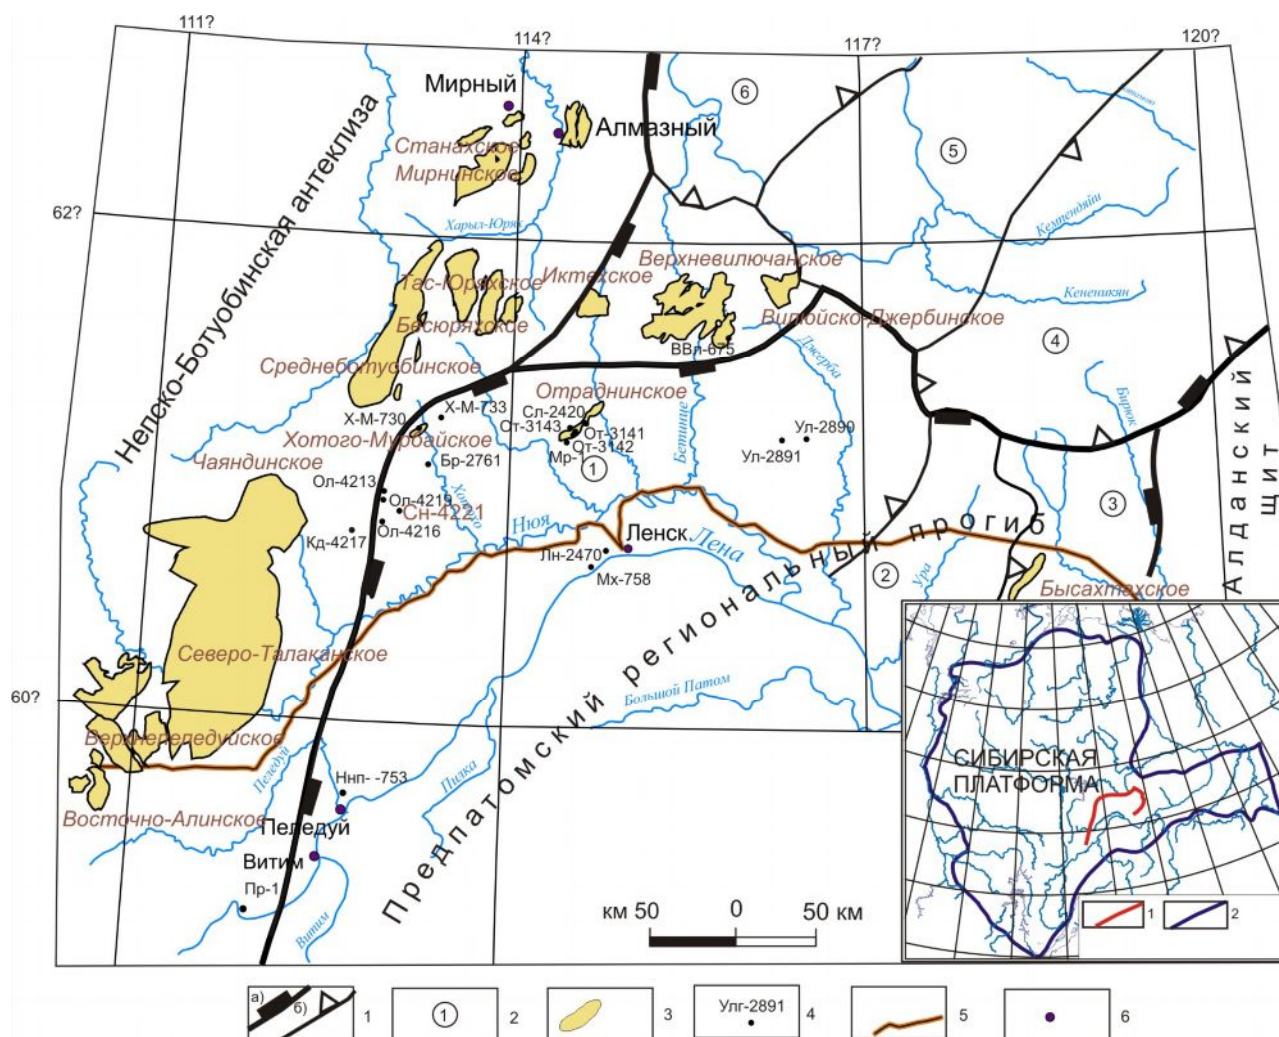 111?
114?
117?
120?
Мирный
6
Алмазный
Станахское
Мирнинское
5
62?
Харыл-Юрях
Кемпендяйи
Непско-Ботуобинская антеклиза
Верхневилючанское
Иктехское
Тас-Юряхское
Кененикян
Бесюряхское
Вилюйско-Джербинское
Джерба
4
ВВл-675
Среднеботуобинское
Отраднинское
Бирюк
Алданский щит
Х-М-730
Х-М-733
Сл-2420
От-3143
От-3141
От-3142
Ул-2890
Бетинше
Хотого-Мурбайское
Мр-1
Ул-2891
Чаяндинское
Бр-2761
1
Ол-4213
Ол-4219
Сн-4221
Хотого
3
Ол-4216
Кд-4217
Нюя
Ленск
Лена
Лн-2470
Мх-758
2
Ура
Бысахтахское
Предпатомский региональный прогиб
Северо-Талаканское
60?
Большой Патом
Верхнепеледуйское
Пеледуй
Ннп- -753
Пилка
СИБИРСКАЯ
ПЛАТФОРМА
Восточно-Алинское
Пеледуй
Витим
Пр-1
Витим
км 50 0 50 км
1
2
а)
б)
1
1
2
3
Улг-2891
4
5
6